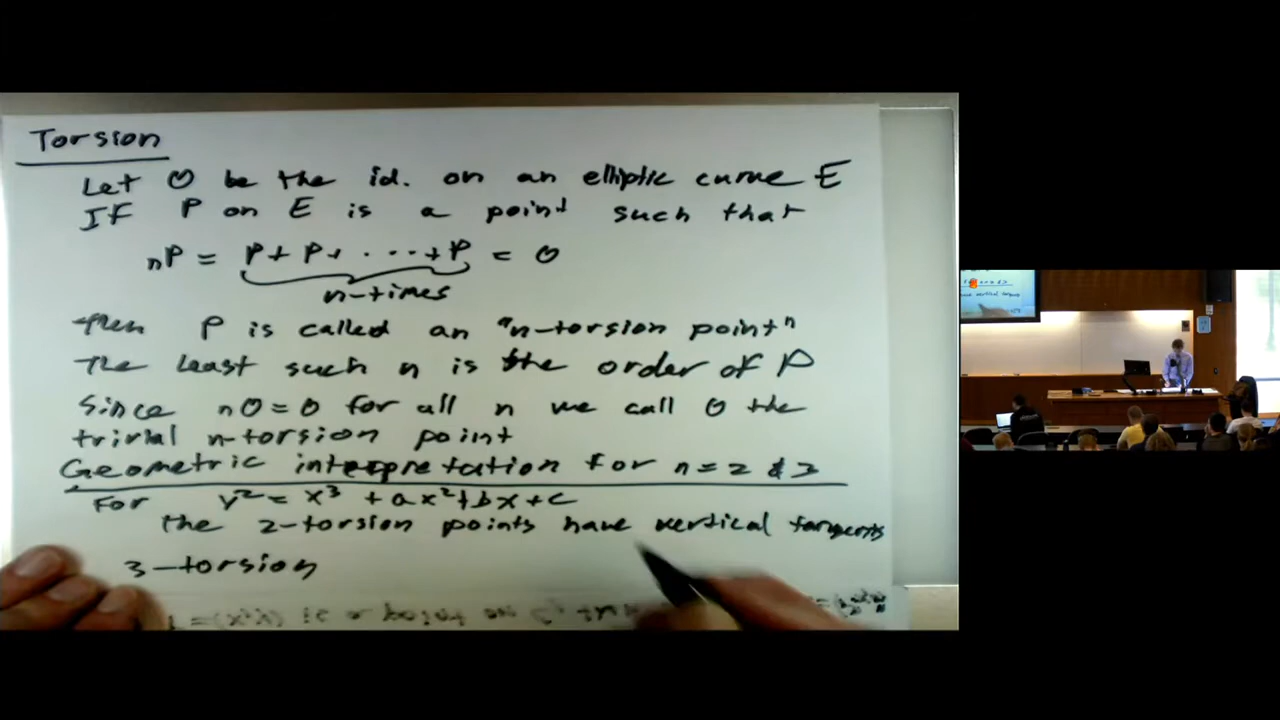 Torsion
Let O be the id. on an elliptic curve E
If P on E is a point such that
nP = P+P+ · ... +P = O
n-times
then P is called an "n-torsion point"
The least such n is the order of P
Since nO=O for all n we call O the
trivial n-torsion point
Geometric interpretation for n=2 & 3
For y² = x³ + ax²+bx+c
the 2-torsion points have vertical tangents
3-torsion